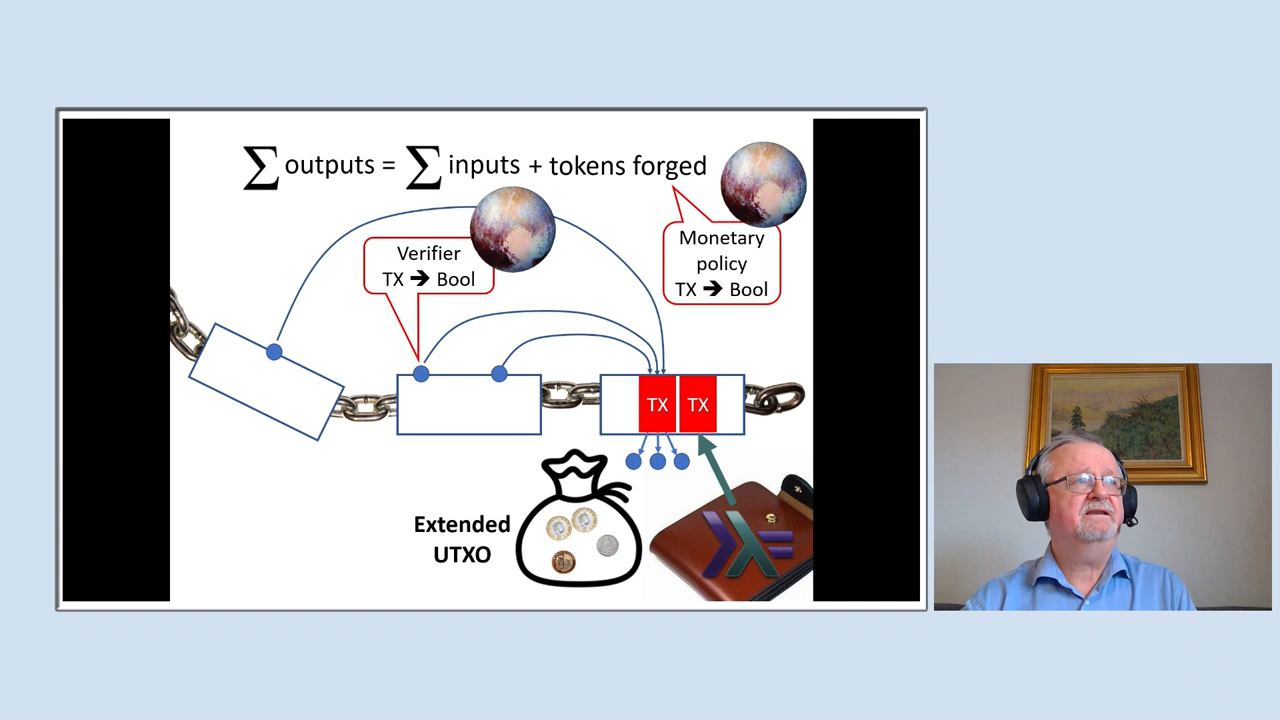 ∑ outputs = ∑ inputs + tokens forged
Verifier
TX ➔ Bool
Monetary
policy
TX ➔ Bool
TX TX
Extended
UTXO